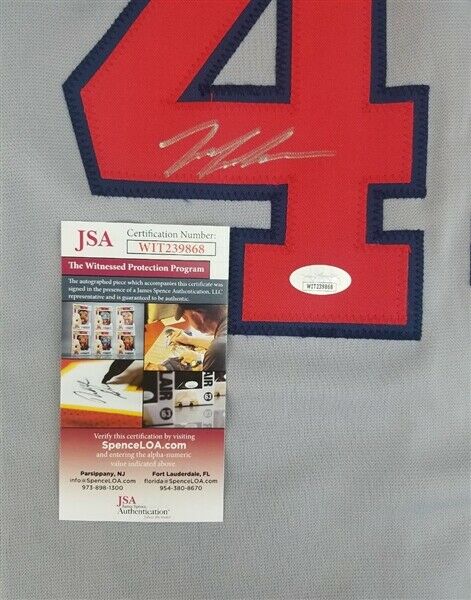 4
JSA
Certification Number:
WIT239868
The Witnessed Protection Program
The autographed piece which accompanies this certificate was
signed in the presence of a James Spence Authentication, LLC
representative and is guaranteed to be authentic.
WIT239868
LAIR
63
Verify this certification by visiting
SpenceLOA.com
and entering the alpha-numeric
value indicated above
Parsippany, NJ
info@SpenceLOA.com
973-898-1300
Fort Lauderdale, FL
florida@SpenceLOA.com
954-380-8670
JSA
James Spence
Authentication